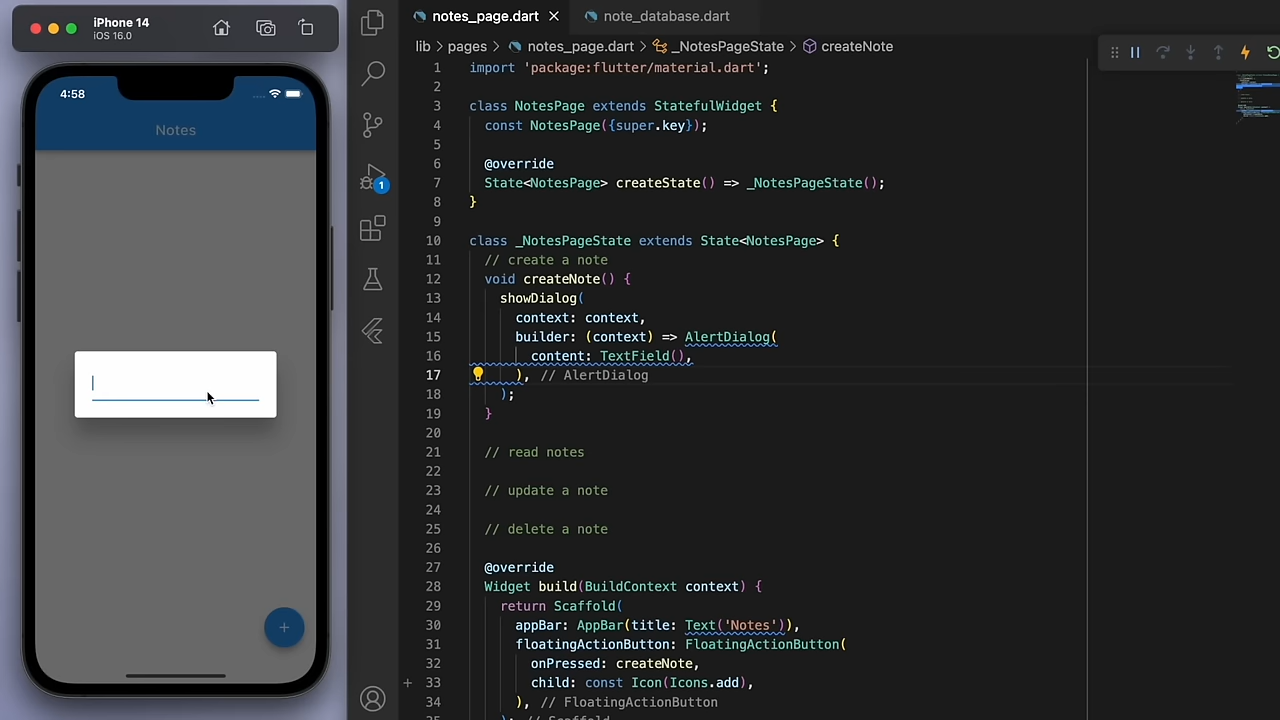 iPhone 14
iOS 16.0
4:58
Notes
+
notes_page.dart
note_database.dart
lib > pages > notes_page.dart > _NotesPageState > createNote
1
1 import 'package:flutter/material.dart';
2
3 class NotesPage extends StatefulWidget {
4 const NotesPage({super.key});
5
6 @override
7 State<NotesPage> createState() => _NotesPageState();
8 }
9
10 class _NotesPageState extends State<NotesPage> {
11 // create a note
12 void createNote() {
13 showDialog(
14 context: context,
15 builder: (context) => AlertDialog(
16 content: TextField(),
17 ), // AlertDialog
18 );
19 }
20
21 // read notes
22
23 // update a note
24
25 // delete a note
26
27 @override
28 Widget build(BuildContext context) {
29 return Scaffold(
30 appBar: AppBar(title: Text('Notes')),
31 floatingActionButton: FloatingActionButton(
32 onPressed: createNote,
33 child: const Icon(Icons.add),
34 ), // FloatingActionButton
35 ); // Scaffold